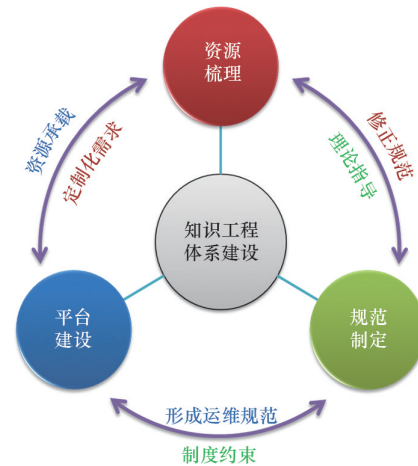 资源
梳理
资源承载
定制化需求
修正规范
理论指导
知识工程
体系建设
平台
建设
规范
制定
形成运维规范
制度约束